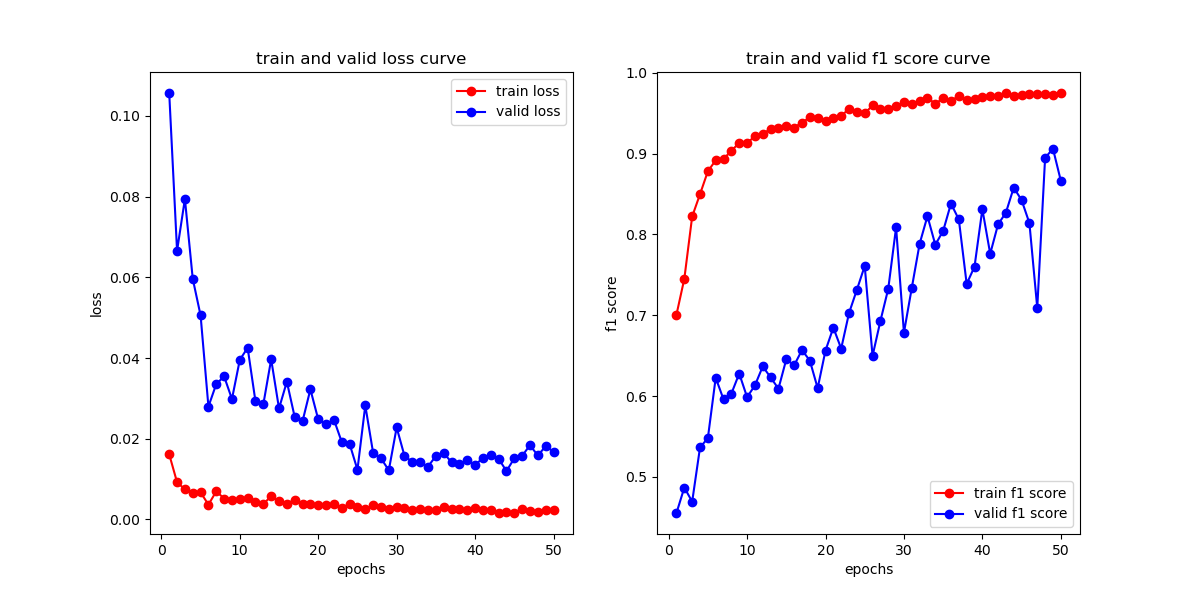 train and valid loss curve
loss
0.10
0.08
0.06
0.04
0.02
0.00
0
10
20
30
40
50
epochs
train loss
valid loss
train and valid f1 score curve
f1 score
1.0
0.9
0.8
0.7
0.6
0.5
0
10
20
30
40
50
epochs
train f1 score
valid f1 score